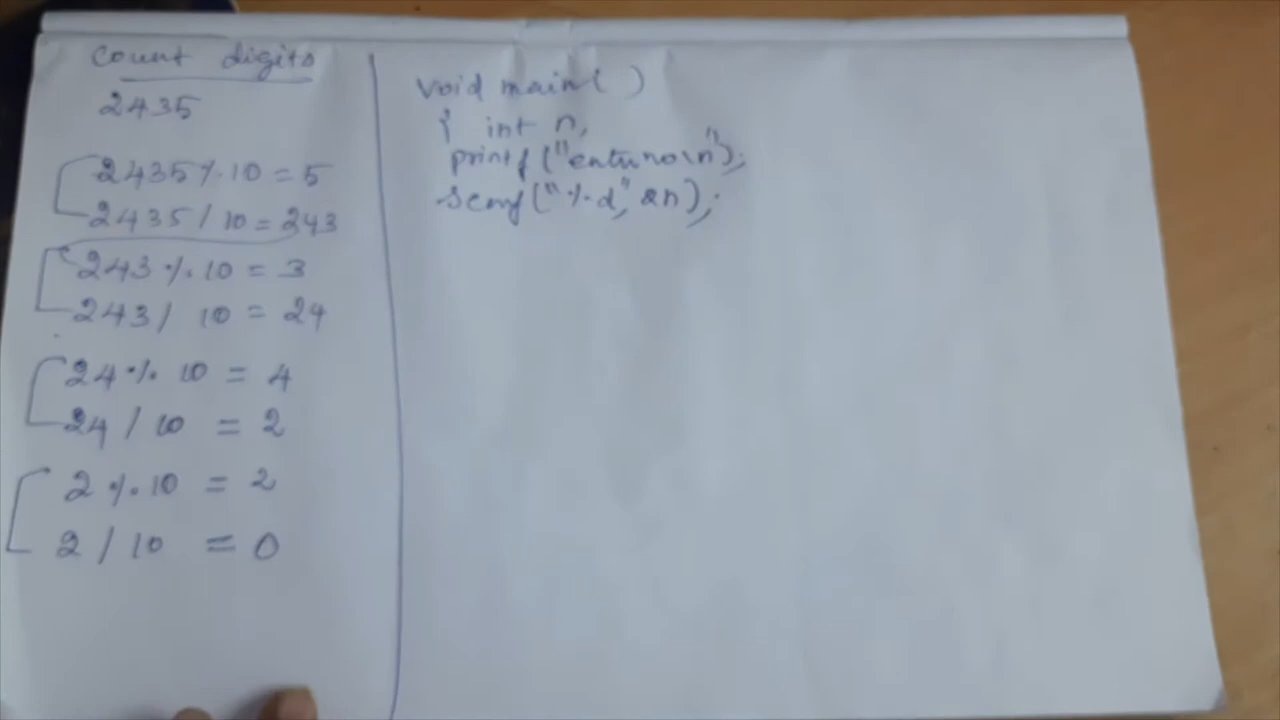 Count digits
2435
2435 % 10 = 5
2435 / 10 = 243
243 % 10 = 3
243 / 10 = 24
24 % 10 = 4
24 / 10 = 2
2 % 10 = 2
2 / 10 = 0
void main( )
{ int n,
printf ("enter no\n");
scanf ("%d", &n);